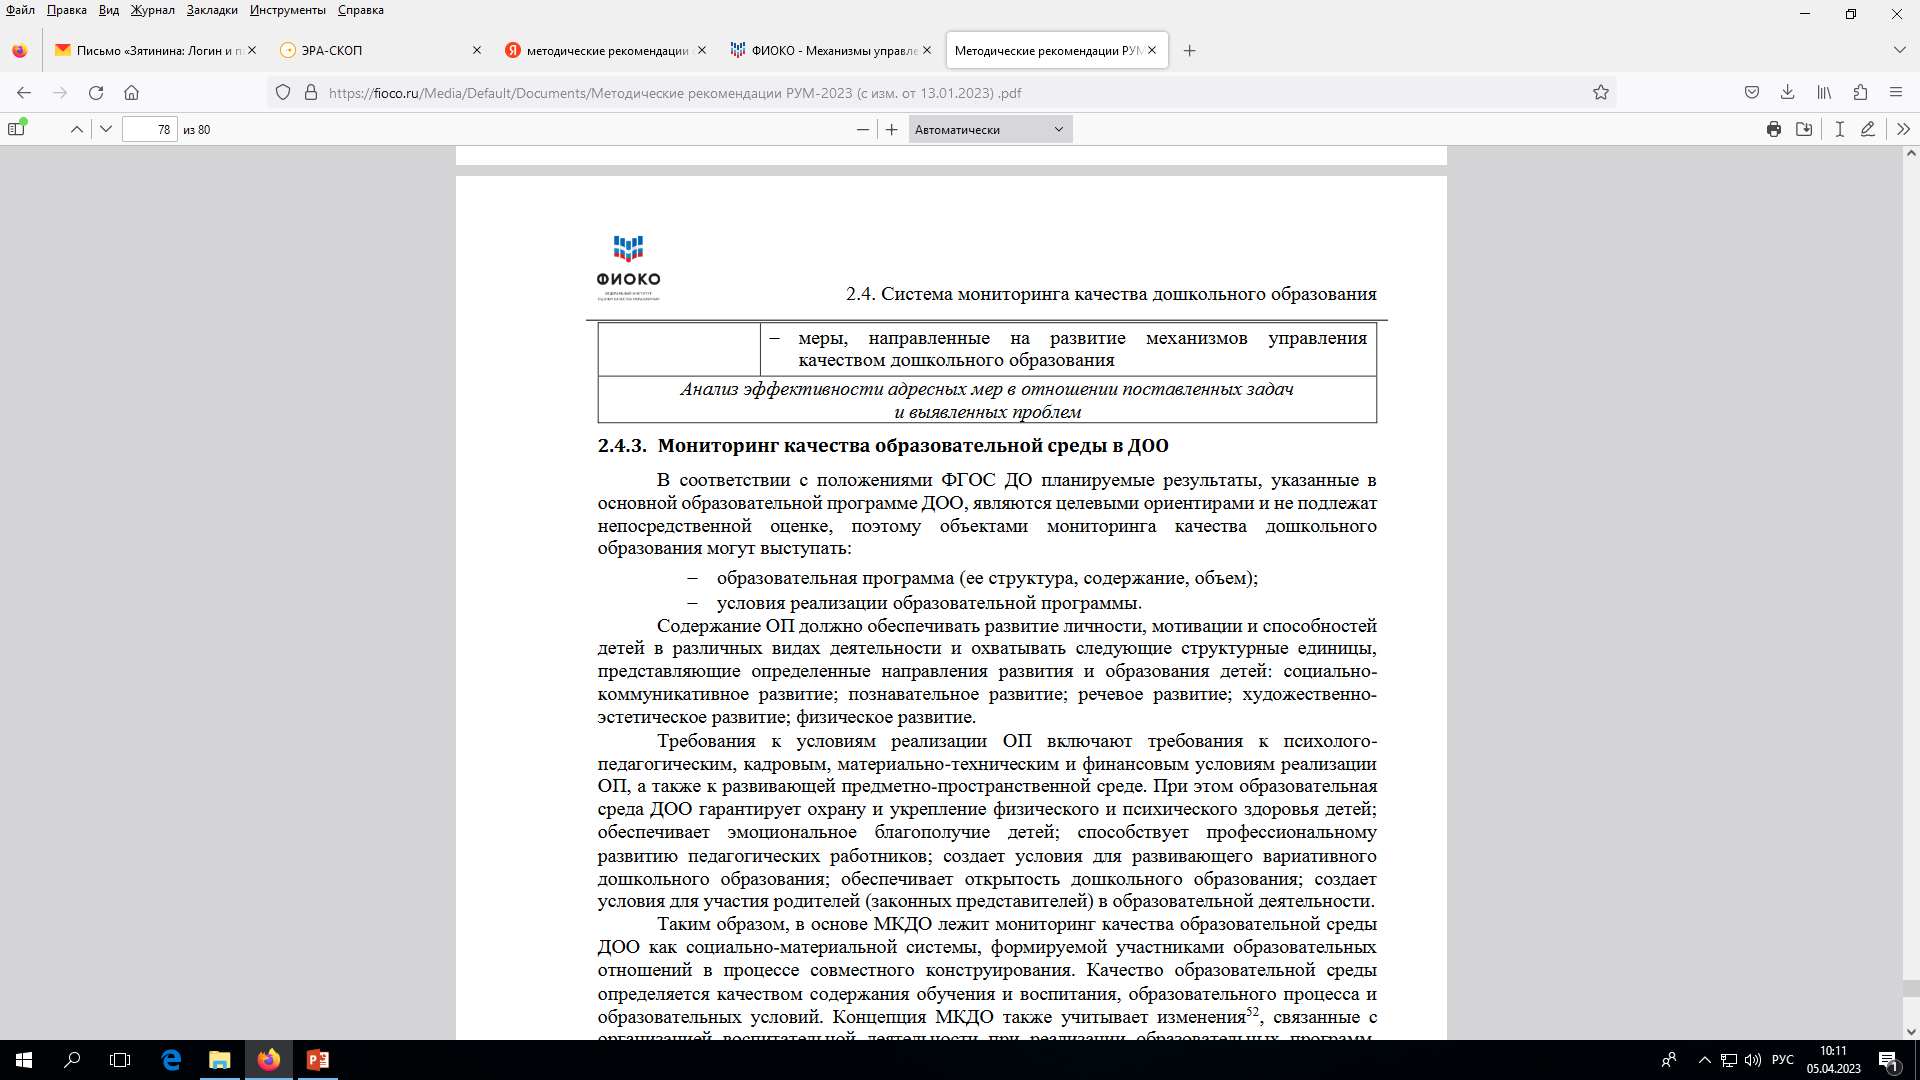 Файл Правка Вид Журнал Закладки Инструменты Справка
Письмо «Зятинина: Логин и п
ЭРА-СКОП
методические рекомендации
ФИОКО - Механизмы управле
Методические рекомендации РУМ
https://fioco.ru/Media/Default/Documents/Методические рекомендации РУМ-2023 (с изм. от 13.01.2023) .pdf
78 из 80
Автоматически
ФИОКО
ФЕДЕРАЛЬНЫЙ ИНСТИТУТ
ОЦЕНКИ КАЧЕСТВА ОБРАЗОВАНИЯ
2.4. Система мониторинга качества дошкольного образования
– меры, направленные на развитие механизмов управления
качеством дошкольного образования
Анализ эффективности адресных мер в отношении поставленных задач
и выявленных проблем
2.4.3. Мониторинг качества образовательной среды в ДОО
В соответствии с положениями ФГОС ДО планируемые результаты, указанные в
основной образовательной программе ДОО, являются целевыми ориентирами и не подлежат
непосредственной оценке, поэтому объектами мониторинга качества дошкольного
образования могут выступать:
– образовательная программа (ее структура, содержание, объем);
– условия реализации образовательной программы.
Содержание ОП должно обеспечивать развитие личности, мотивации и способностей
детей в различных видах деятельности и охватывать следующие структурные единицы,
представляющие определенные направления развития и образования детей: социально-
коммуникативное развитие; познавательное развитие; речевое развитие; художественно-
эстетическое развитие; физическое развитие.
Требования к условиям реализации ОП включают требования к психолого-
педагогическим, кадровым, материально-техническим и финансовым условиям реализации
ОП, а также к развивающей предметно-пространственной среде. При этом образовательная
среда ДОО гарантирует охрану и укрепление физического и психического здоровья детей;
обеспечивает эмоциональное благополучие детей; способствует профессиональному
развитию педагогических работников; создает условия для развивающего вариативного
дошкольного образования; обеспечивает открытость дошкольного образования; создает
условия для участия родителей (законных представителей) в образовательной деятельности.
Таким образом, в основе МКДО лежит мониторинг качества образовательной среды
ДОО как социально-материальной системы, формируемой участниками образовательных
отношений в процессе совместного конструирования. Качество образовательной среды
определяется качеством содержания обучения и воспитания, образовательного процесса и
образовательных условий. Концепция МКДО также учитывает изменения52, связанные с
организацией воспитательной деятельности при реализации образовательных программ,
РУС
10:11
05.04.2023
1